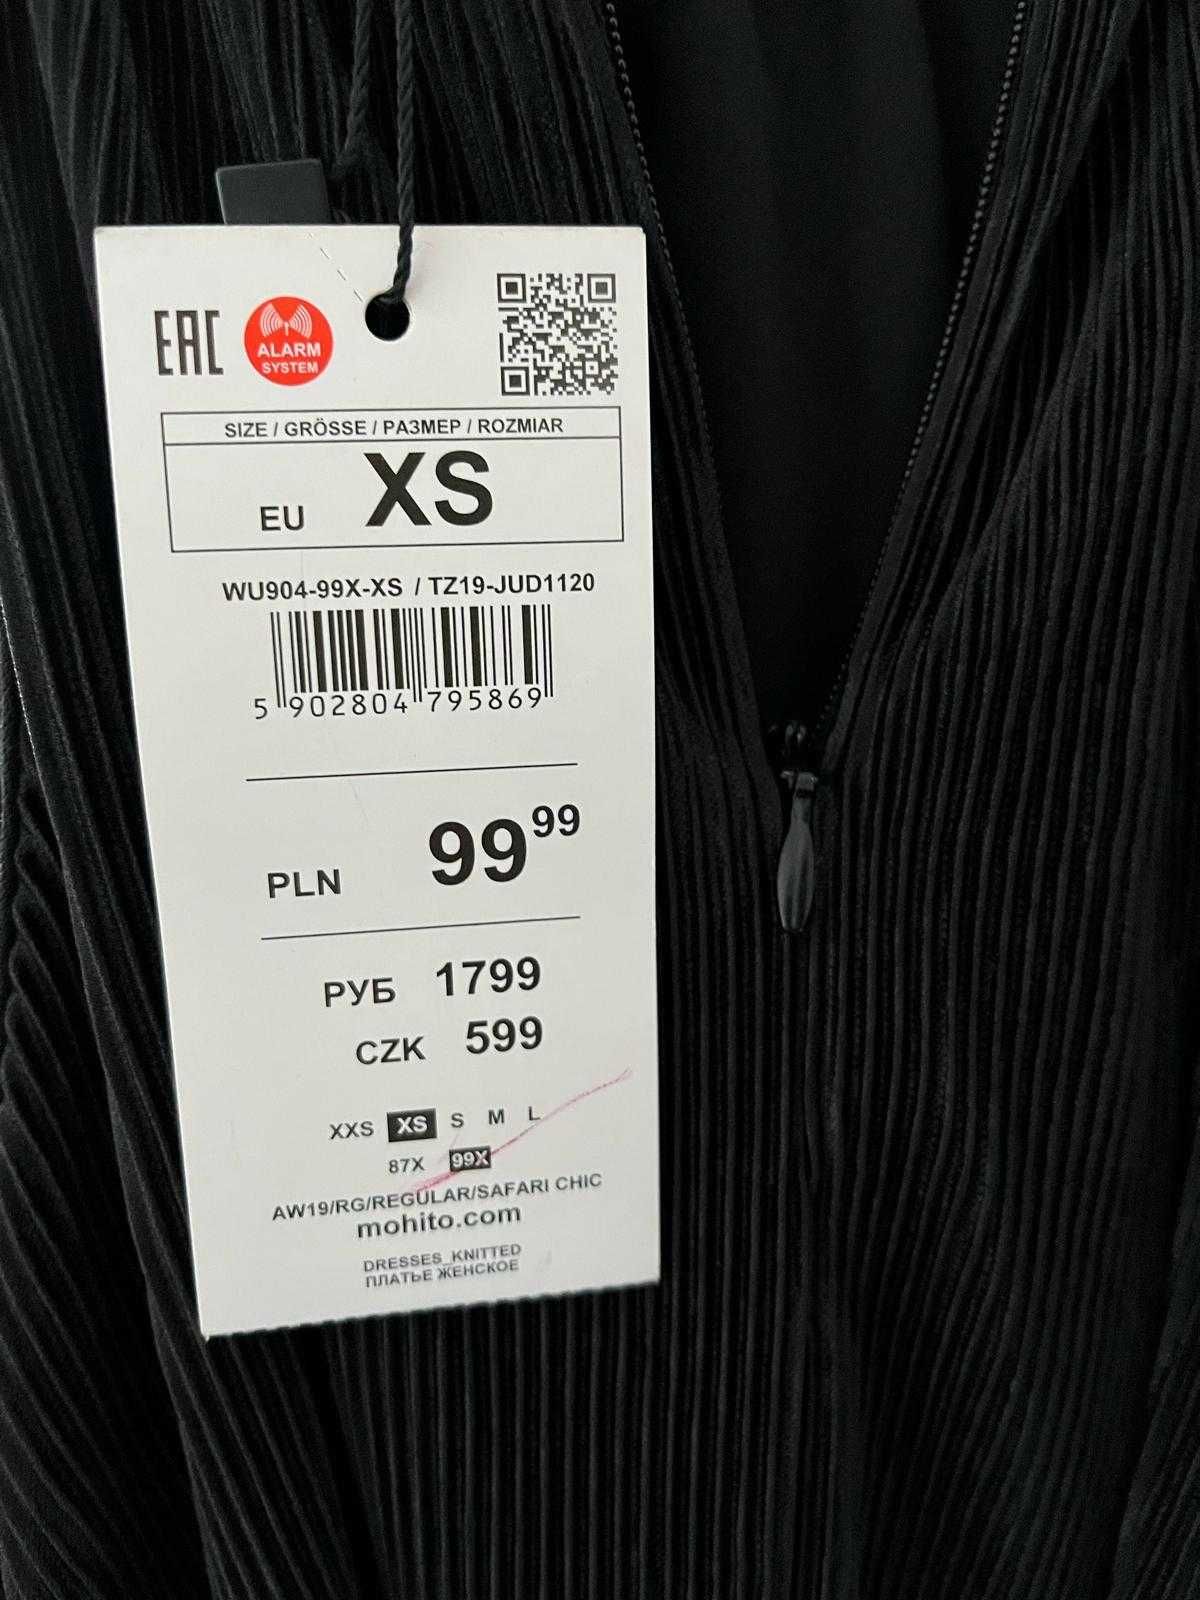 EAC
ALARM
SYSTEM
SIZE / GRÖSSE / РАЗМЕР / ROZMIAR
EU XS
WU904-99X-XS / TZ19-JUD1120
5 902804 795869
PLN 99 99
РУБ 1799
CZK 599
XXS XS S M L
87X 99X
AW19/RG/REGULAR/SAFARI CHIC
mohito.com
DRESSES_KNITTED
ПЛАТЬЕ ЖЕНСКОЕ